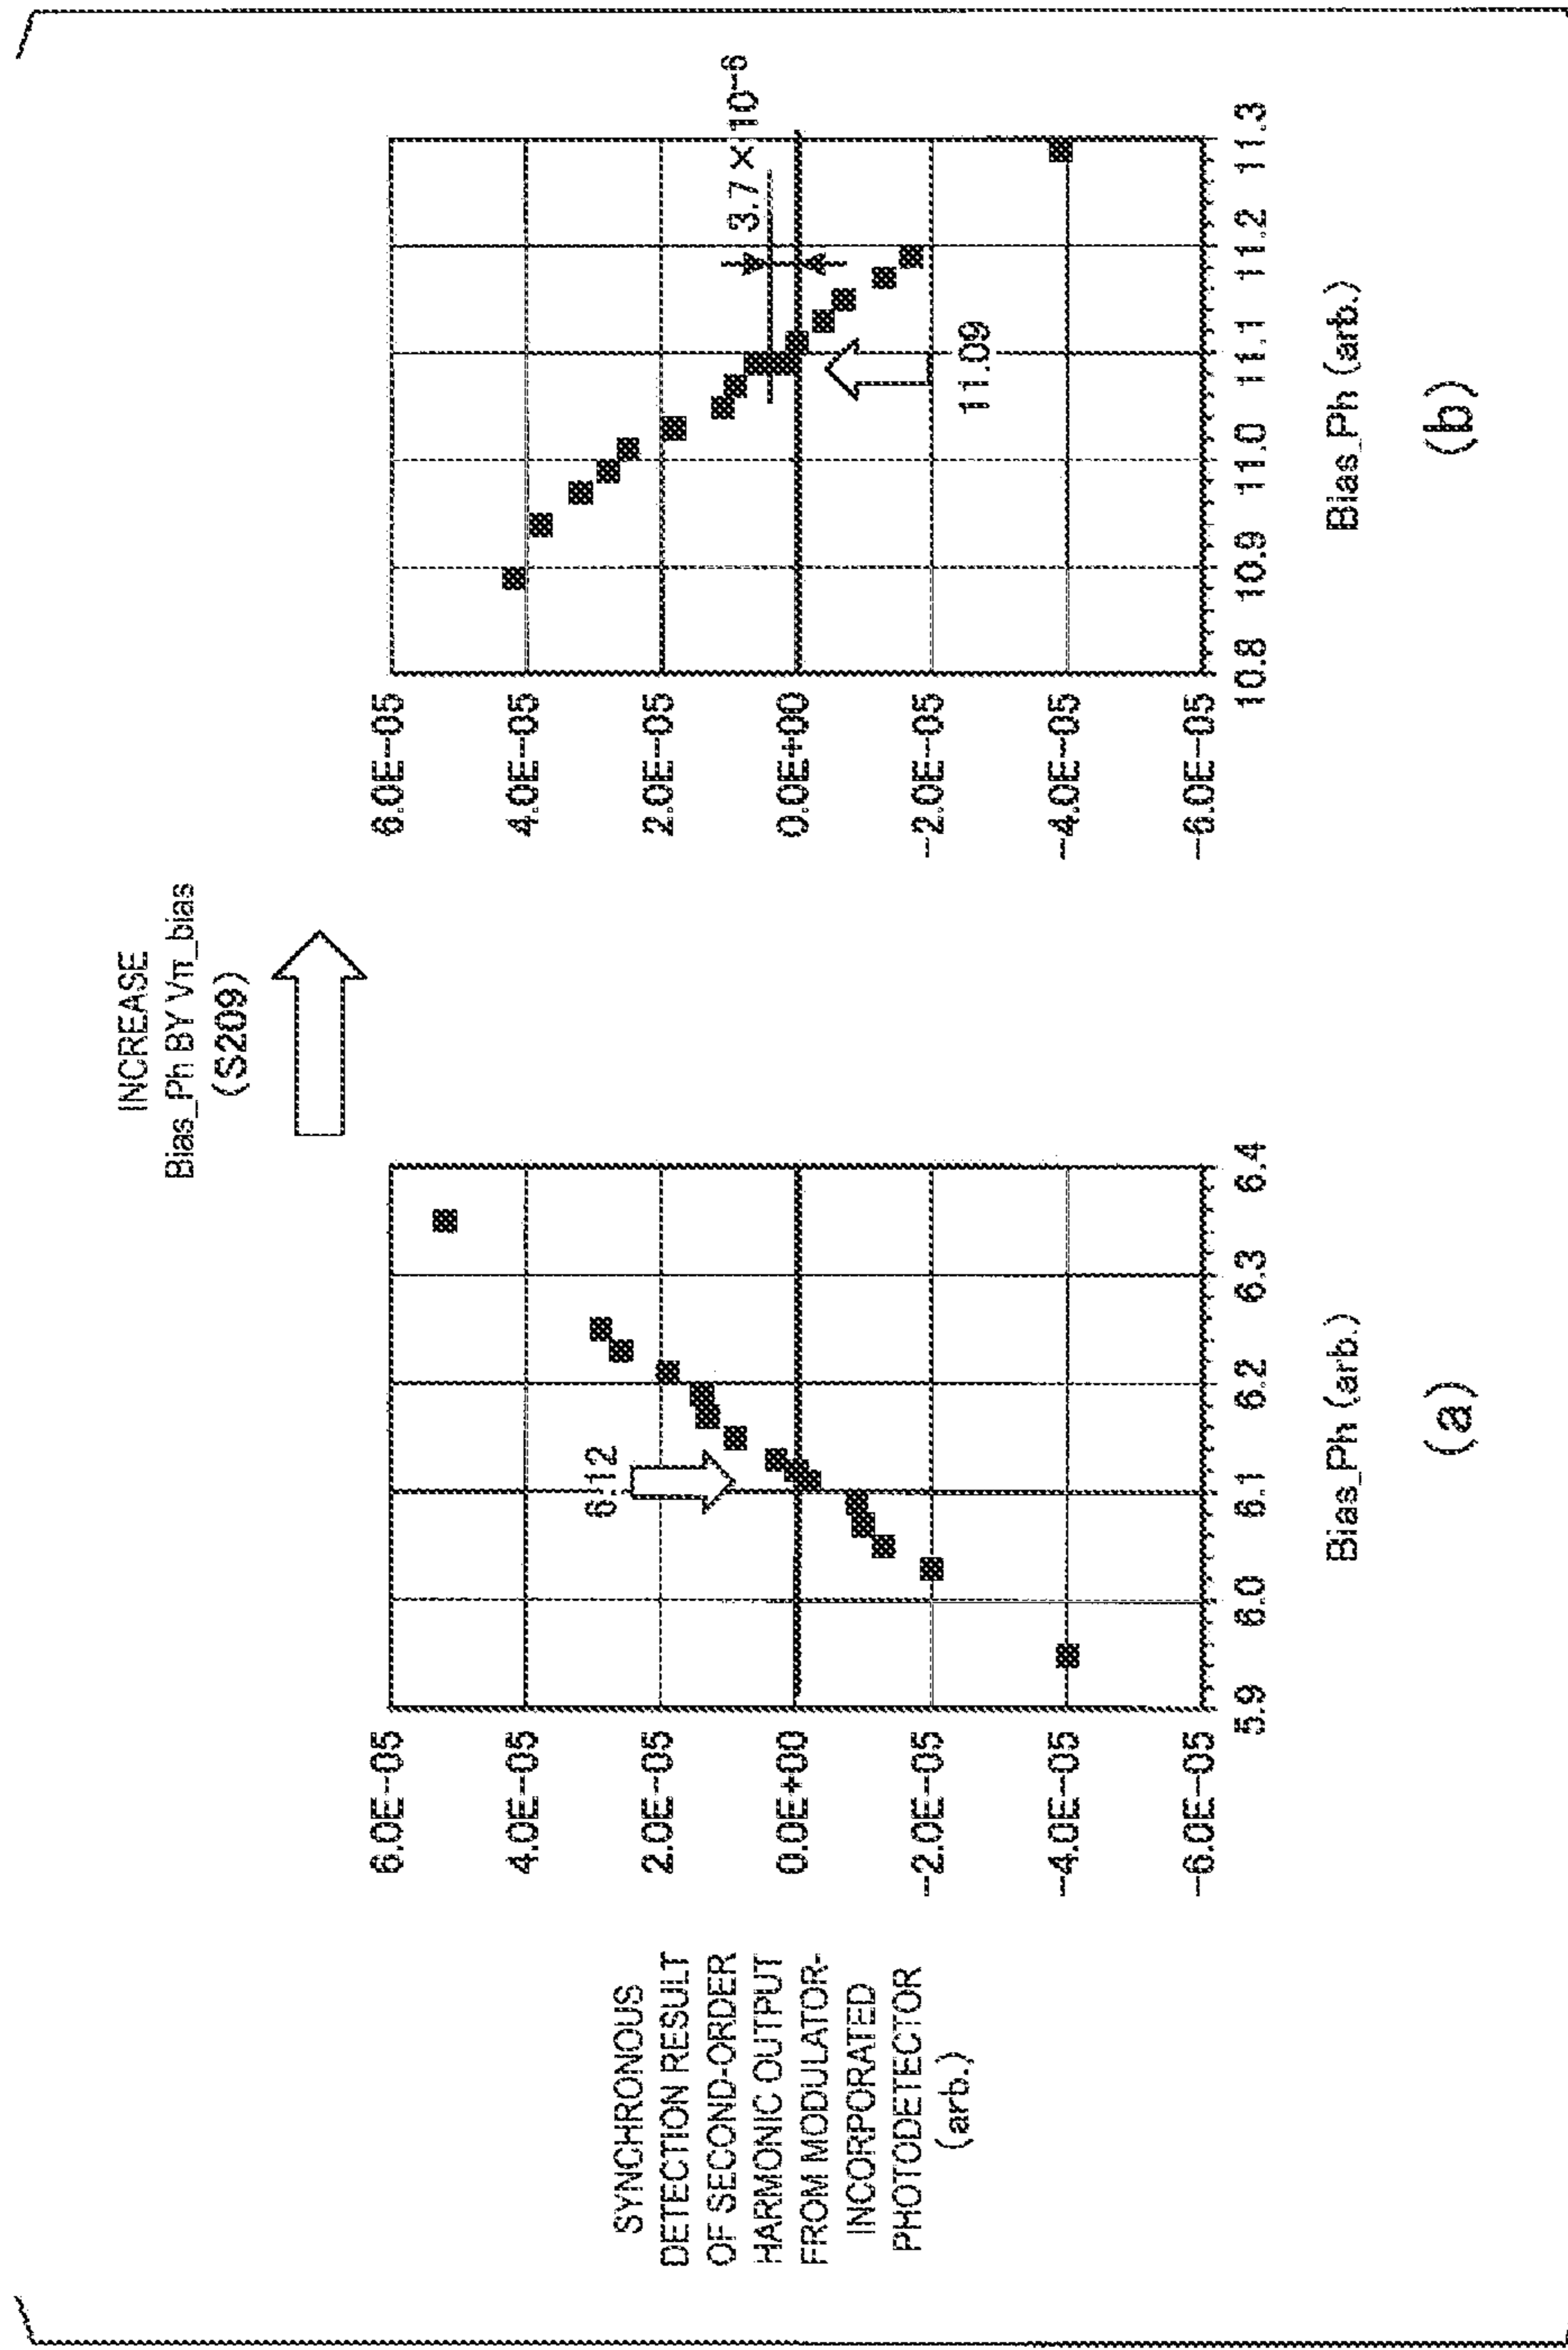 INCREASE
Bias_Ph BY Vπ_bias
(S209)
SYNCHRONOUS
DETECTION RESULT
OF SECOND-ORDER
HARMONIC OUTPUT
FROM MODULATOR-
INCORPORATED
PHOTODETECTOR
(arb.)
6.0E-05
4.0E-05
2.0E-05
0.0E+00
-2.0E-05
-4.0E-05
-6.0E-05
6.12
5.9 6.0 6.1 6.2 6.3 6.4
Bias_Ph (arb.)
(a)
6.0E-05
4.0E-05
2.0E-05
0.0E+00
-2.0E-05
-4.0E-05
-6.0E-05
3.7×10⁻⁶
11.09
10.8 10.9 11.0 11.1 11.2 11.3
Bias_Ph (arb.)
(b)